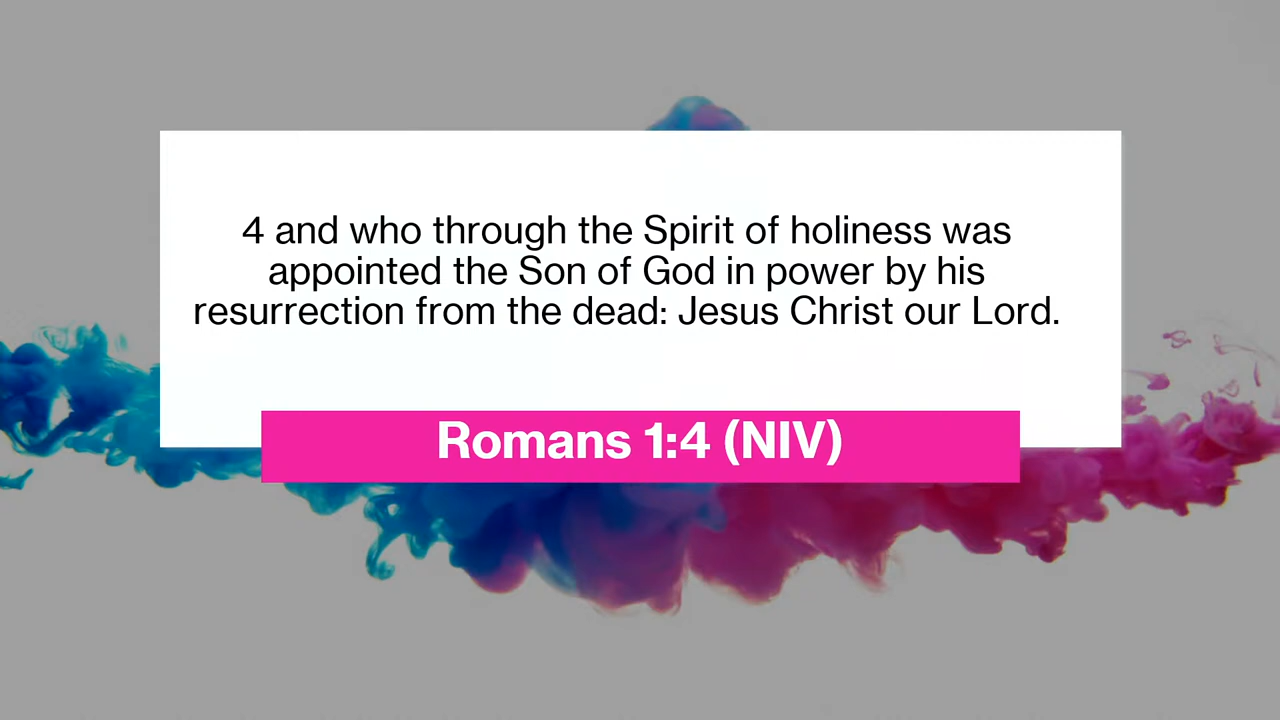 4 and who through the Spirit of holiness was
appointed the Son of God in power by his
resurrection from the dead: Jesus Christ our Lord.
Romans 1:4 (NIV)